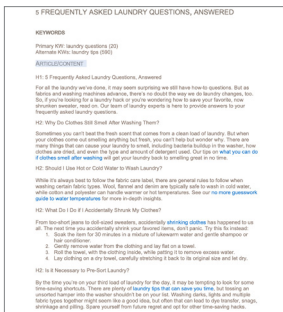 5 FREQUENTLY ASKED LAUNDRY QUESTIONS, ANSWERED
KEYWORDS
Primary KW: laundry questions (20)
Alternate KWs: laundry tips (590)
ARTICLE/CONTENT
H1: 5 Frequently Asked Laundry Questions, Answered
For all the laundry we've done, it may seem surprising we still have how-to questions. But as
fabrics and washing machines advance, there's no doubt the way we do laundry changes, too.
So, if you're looking for a laundry hack or you're wondering how to save your favorite, now
shrunken sweater, read on. Our team of laundry experts is here to provide answers to your
frequently asked laundry questions.
H2: Why Do Clothes Still Smell After Washing Them?
Sometimes you can't beat the fresh scent that comes from a clean load of laundry. But when
your clothes come out smelling anything but fresh, you can't help but wonder why. There are
many things that can cause your laundry to smell, including bacteria buildup in the washer, how
clothes are dried, and even the type and amount of detergent used. Our tips on what you can do
if clothes smell after washing will get your laundry back to smelling great in no time.
H2: Should I Use Hot or Cold Water to Wash Laundry?
While it's always best to follow the fabric care label, there are general rules to follow when
washing certain fabric types. Wool, flannel and denim are typically safe to wash in cold water,
while cotton and polyester can handle warmer or hot temperatures. See our no more guesswork
guide to water temperatures for more in-depth insights.
H2: What Do I Do If I Accidentally Shrunk My Clothes?
From too-short jeans to doll-sized sweaters, accidentally shrinking clothes has happened to us
all. The next time you accidentally shrink your favored items, don't panic. Try this fix instead:
1. Soak the item for 30 minutes in a mixture of lukewarm water and gentle shampoo or
hair conditioner.
2. Gently remove water from the clothing and lay flat on a towel.
3. Roll the towel, with the clothing inside, while patting it to remove excess water.
4. Lay clothing on a dry towel, carefully stretching it back to its original size and let dry.
H2: Is it Necessary to Pre-Sort Laundry?
By the time you're on your third load of laundry for the day, it may be tempting to look for some
time-saving shortcuts. There are plenty of laundry tips that can save you time, but tossing an
unsorted hamper into the washer shouldn't be on your list. Washing darks, lights and multiple
fabric types together might seem like a good idea, but often that can lead to dye transfer, snags,
shrinkage and pilling. Spare yourself from future regret and opt for other time-saving hacks.